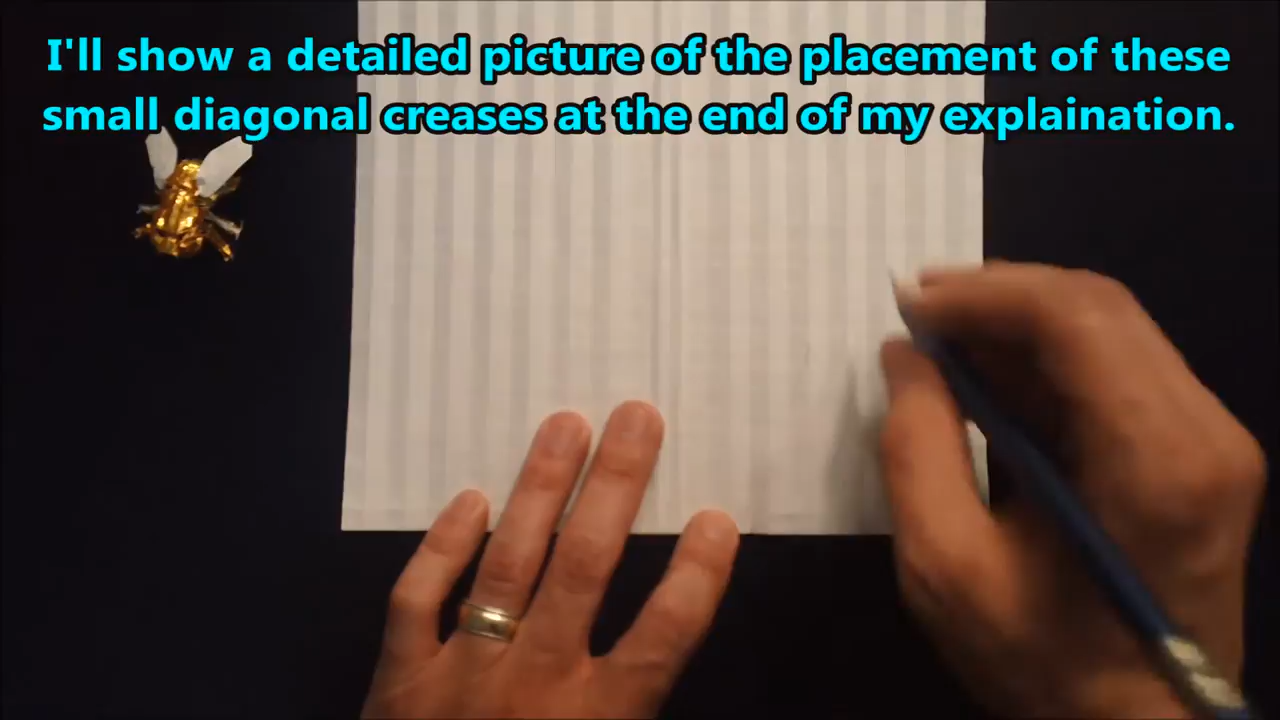 I'll show a detailed picture of the placement of these
small diagonal creases at the end of my explaination.